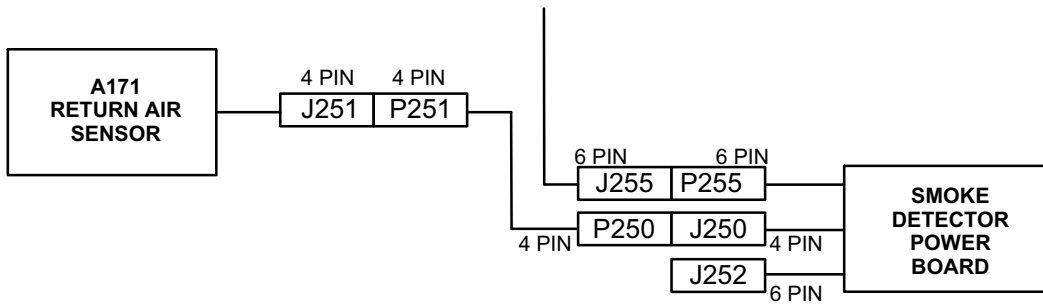 A171
RETURN AIR
SENSOR
4 PIN 4 PIN
J251 P251
6 PIN 6 PIN
J255 P255
4 PIN P250 J250 4 PIN
J252
6 PIN
SMOKE
DETECTOR
POWER
BOARD